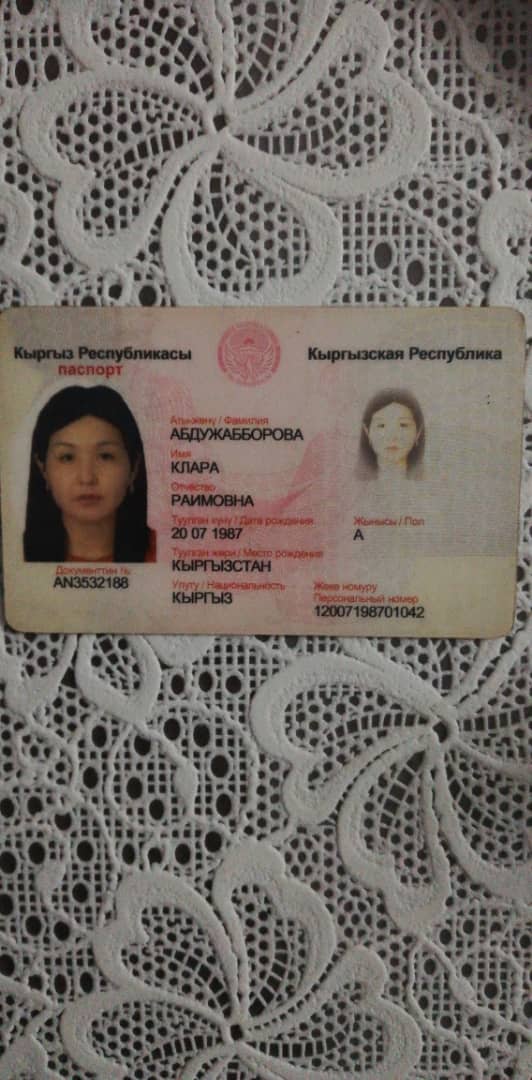 Кыргыз Республикасы
паспорт
Кыргызская Республика
Аты-жөнү / Фамилия
АБДУЖАББОРОВА
Имя
КЛАРА
Отчество
РАИМОВНА
Туулган күнү / Дата рождения
20 07 1987
Жынысы / Пол
А
Туулган жери / Место рождения
КЫРГЫЗСТАН
Улуту / Национальность
КЫРГЫЗ
Документтин №
AN3532188
Жеке номуру
Персональный номер
12007198701042